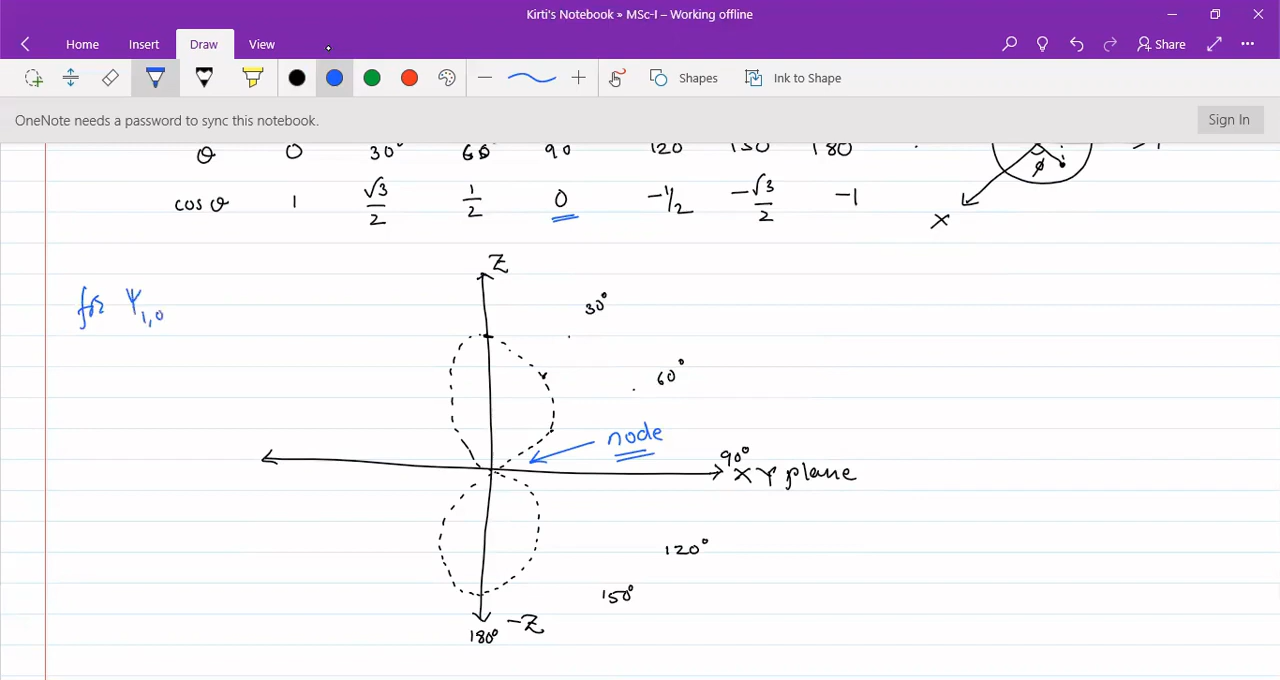 Kirti's Notebook » MSc-I – Working offline
Home Insert Draw View Share
Shapes Ink to Shape
OneNote needs a password to sync this notebook. Sign In
θ 0 30° 60° 90 120 150 180
cos θ 1 √3/2 1/2 0 -1/2 -√3/2 -1
ϕ
X
Z
for Ψ1,0
30°
60°
node
90°
XY plane
120°
150°
180° -Z